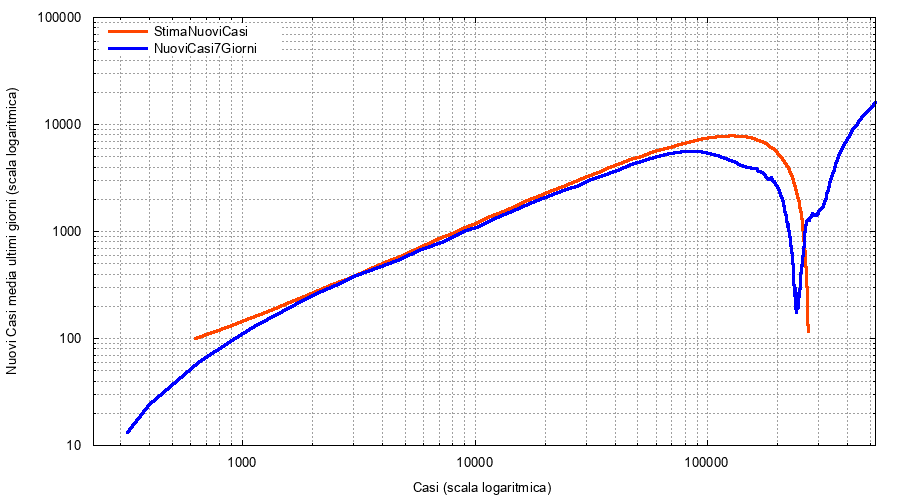 100000
StimaNuoviCasi
NuoviCasi7Giorni
10000
1000
100
10
Nuovi Casi media ultimi giorni (scala logaritmica)
1000 10000 100000
Casi (scala logaritmica)